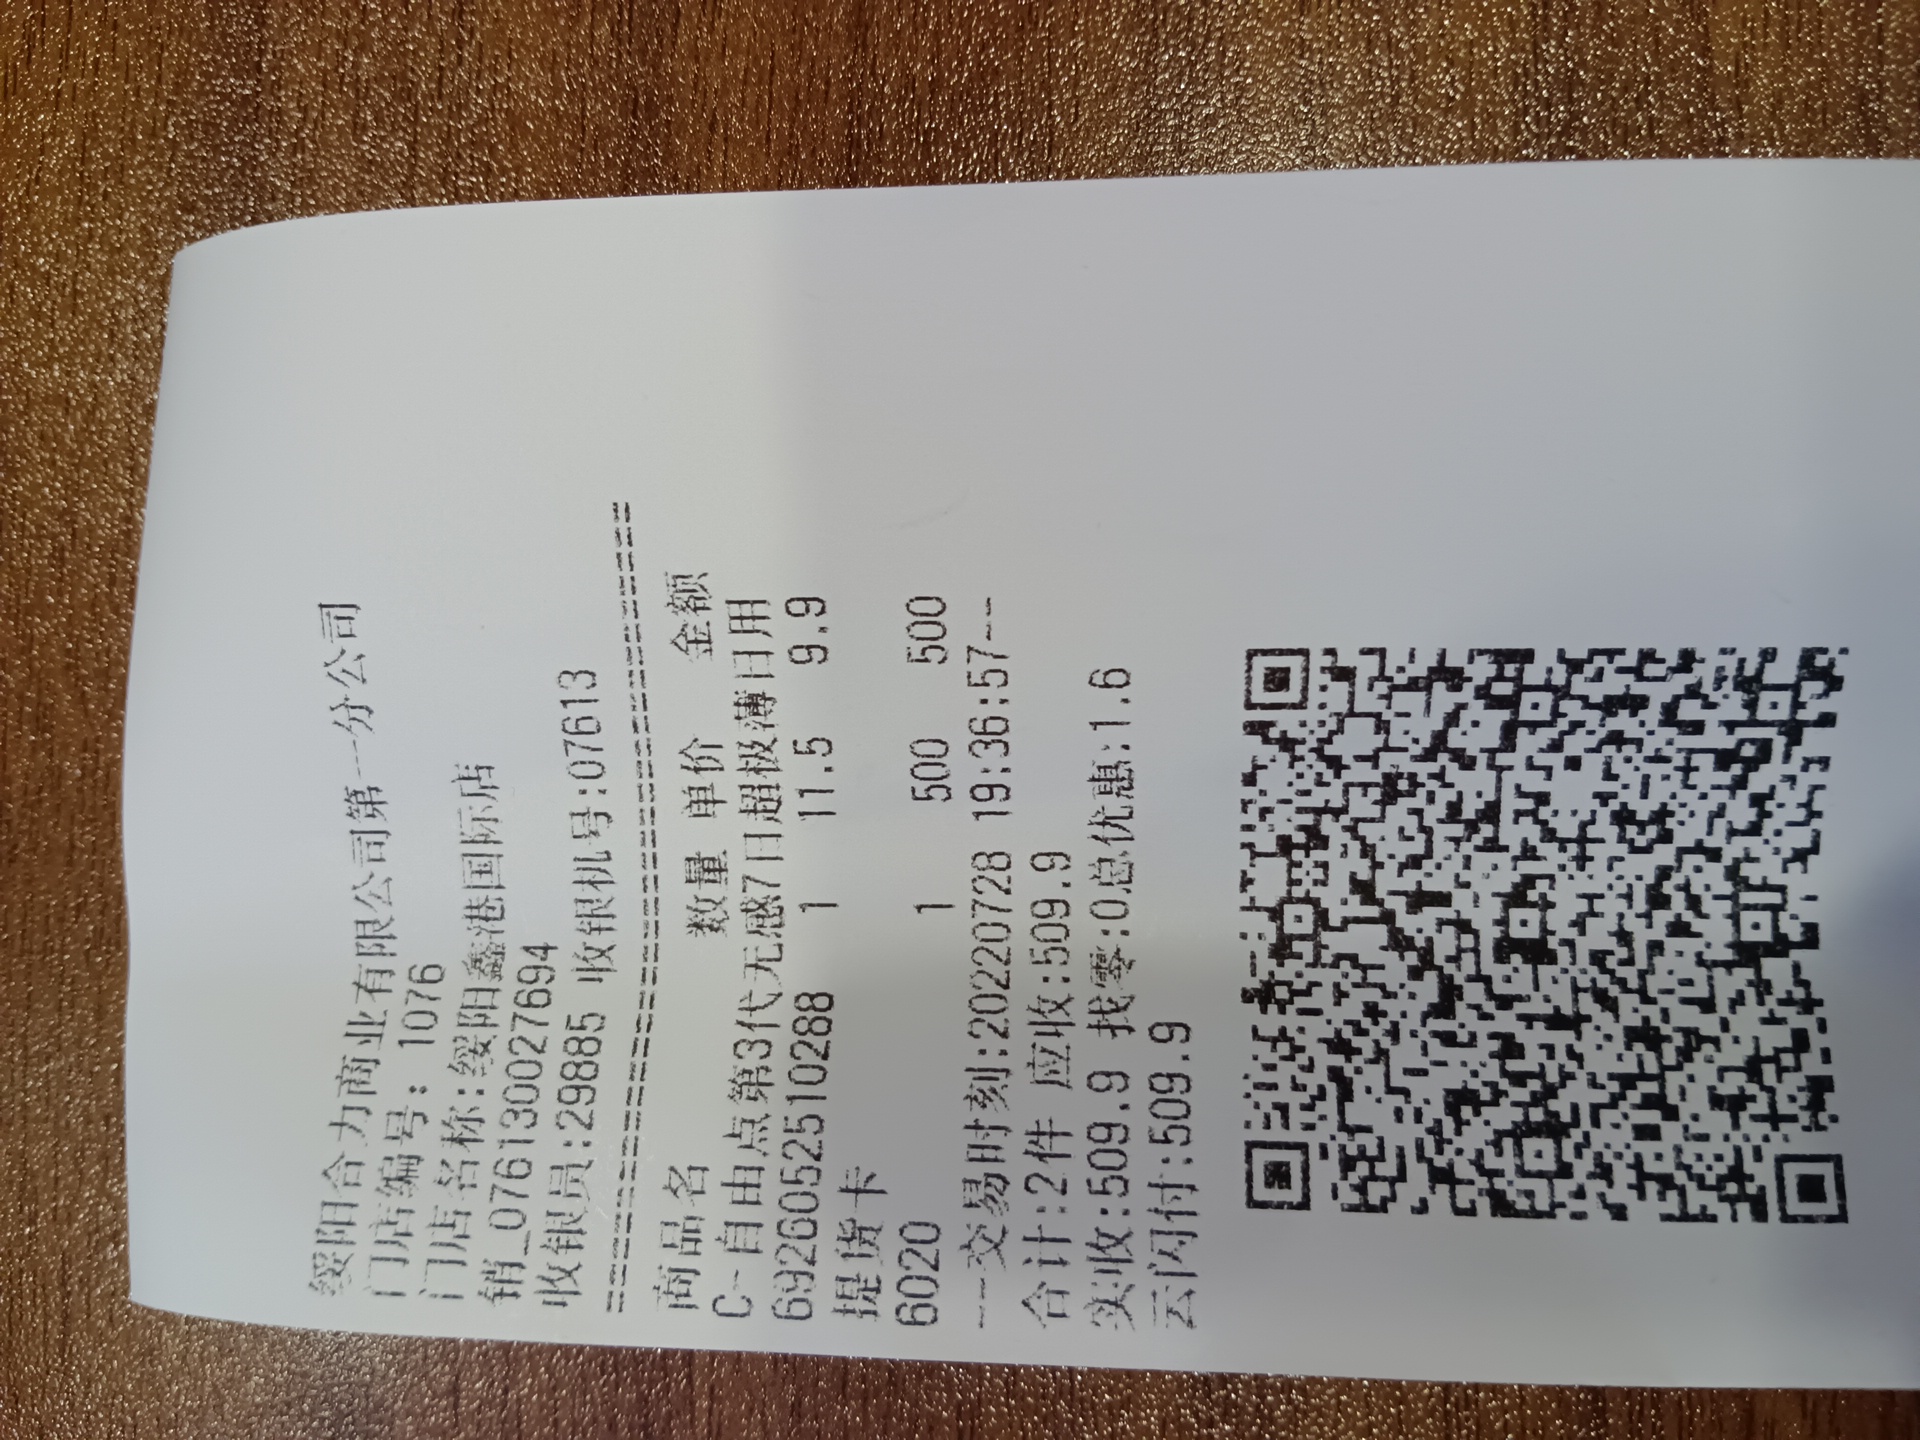 绥阳合力商业有限公司第一分公司
门店编号: 1076
门店名称:绥阳鑫港国际店
销_0761300027694
收银员:29885 收银机号:07613
========================================
商品名 数量 单价 金额
C-自由点第3代无感7日超极薄日用
6926052510288 1 11.5 9.9
提货卡
6020 1 500 500
--交易时刻:20220728 19:36:57--
合计:2件 应收:509.9
实收:509.9 找零:0总优惠:1.6
云闪付:509.9